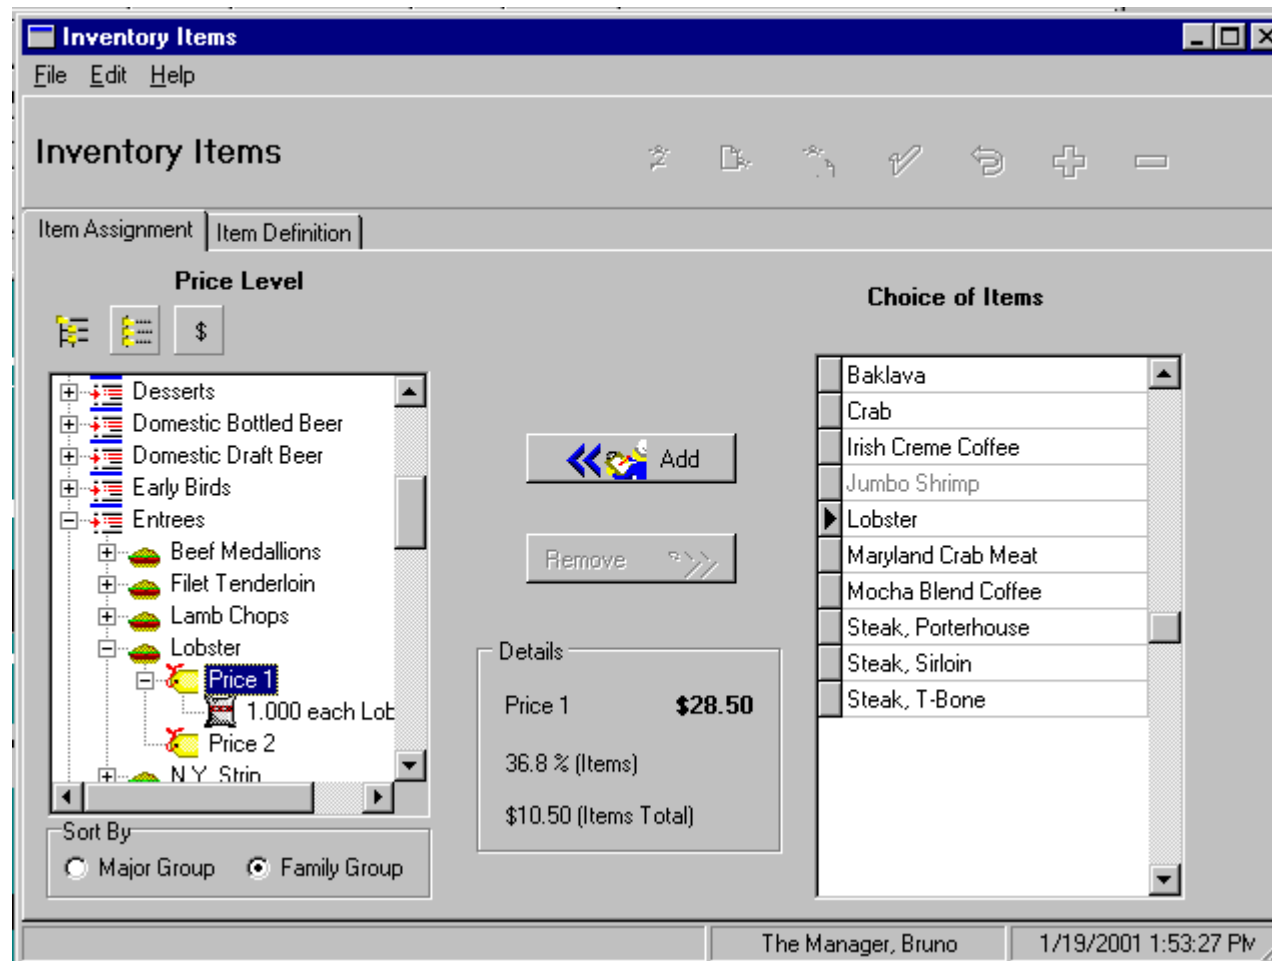 Inventory Items
File Edit Help
Inventory Items
Item Assignment Item Definition
Price Level
Choice of Items
$
Desserts
Domestic Bottled Beer
Domestic Draft Beer
Early Birds
Entrees
Beef Medallions
Filet Tenderloin
Lamb Chops
Lobster
Price 1
1.000 each Lob
Price 2
N.Y. Strip
Sort By
Major Group Family Group
Add
Remove
Details
Price 1 $28.50
36.8 % (Items)
$10.50 (Items Total)
Baklava
Crab
Irish Creme Coffee
Jumbo Shrimp
Lobster
Maryland Crab Meat
Mocha Blend Coffee
Steak, Porterhouse
Steak, Sirloin
Steak, T-Bone
The Manager, Bruno 1/19/2001 1:53:27 PM